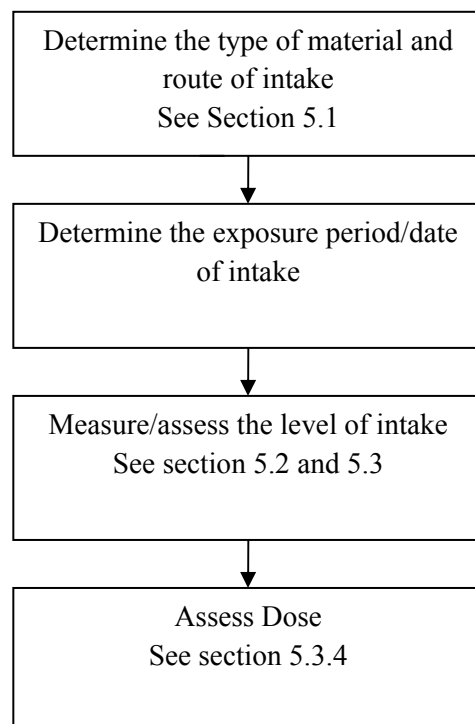 Determine the type of material and
route of intake
See Section 5.1
Determine the exposure period/date
of intake
Measure/assess the level of intake
See section 5.2 and 5.3
Assess Dose
See section 5.3.4